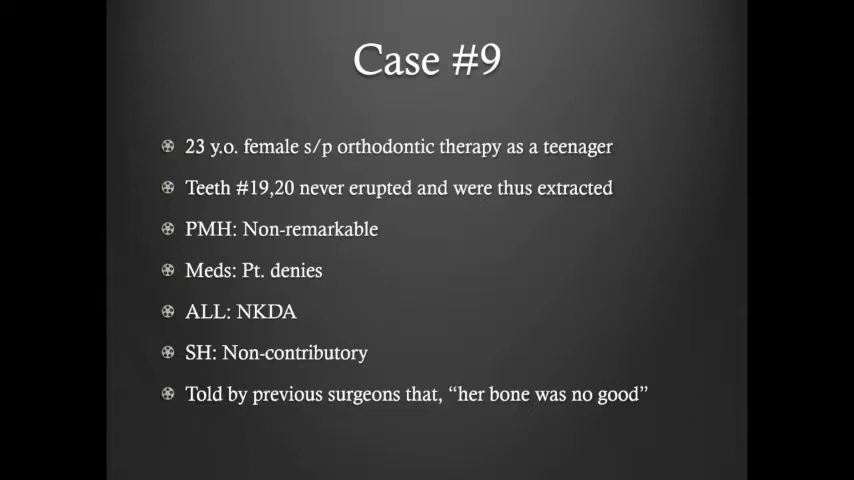 Case #9
23 y.o. female s/p orthodontic therapy as a teenager
Teeth #19,20 never erupted and were thus extracted
PMH: Non-remarkable
Meds: Pt. denies
ALL: NKDA
SH: Non-contributory
Told by previous surgeons that, “her bone was no good”